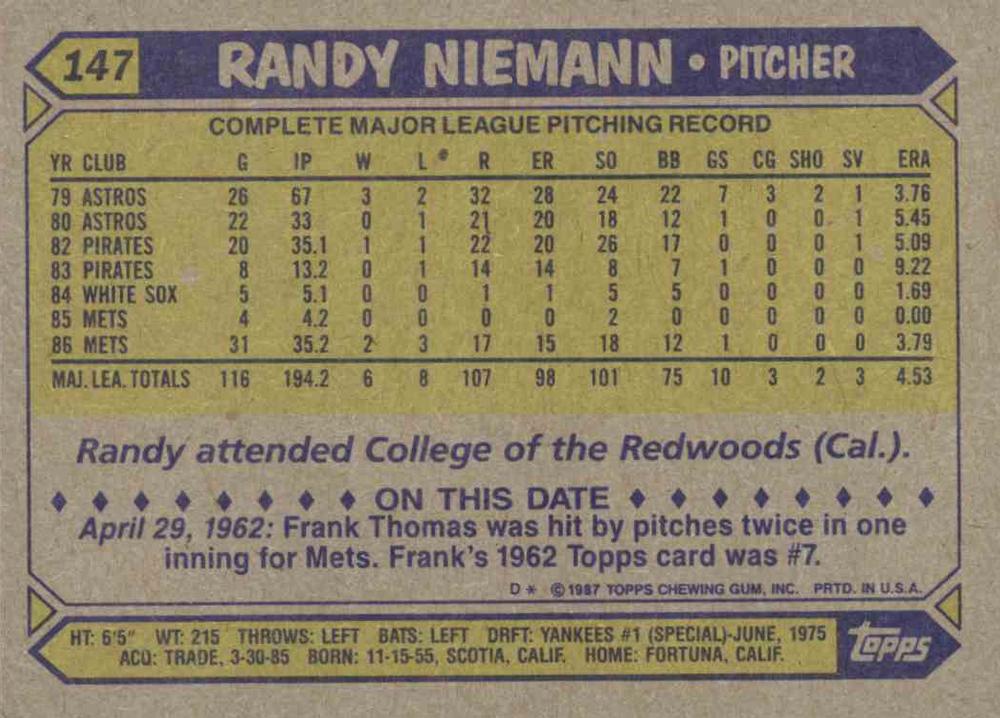 147 RANDY NIEMANN • PITCHER
COMPLETE MAJOR LEAGUE PITCHING RECORD
YR CLUB G IP W L R ER SO BB GS CG SHO SV ERA
79 ASTROS 26 67 3 2 32 28 24 22 7 3 2 1 3.76
80 ASTROS 22 33 0 1 21 20 18 12 1 0 0 1 5.45
82 PIRATES 20 35.1 1 1 22 20 26 17 0 0 0 1 5.09
83 PIRATES 8 13.2 0 1 14 14 8 7 1 0 0 0 9.22
84 WHITE SOX 5 5.1 0 0 1 1 5 5 0 0 0 0 1.69
85 METS 4 4.2 0 0 0 0 2 0 0 0 0 0 0.00
86 METS 31 35.2 2 3 17 15 18 12 1 0 0 0 3.79
MAJ. LEA. TOTALS 116 194.2 6 8 107 98 101 75 10 3 2 3 4.53
Randy attended College of the Redwoods (Cal.).
ON THIS DATE
April 29, 1962: Frank Thomas was hit by pitches twice in one
inning for Mets. Frank's 1962 Topps card was #7.
D* © 1987 TOPPS CHEWING GUM, INC. PRTD. IN U.S.A.
HT: 6'5" WT: 215 THROWS: LEFT BATS: LEFT DRFT: YANKEES #1 (SPECIAL)-JUNE, 1975
ACQ: TRADE, 3-30-85 BORN: 11-15-55, SCOTIA, CALIF. HOME: FORTUNA, CALIF.
topps